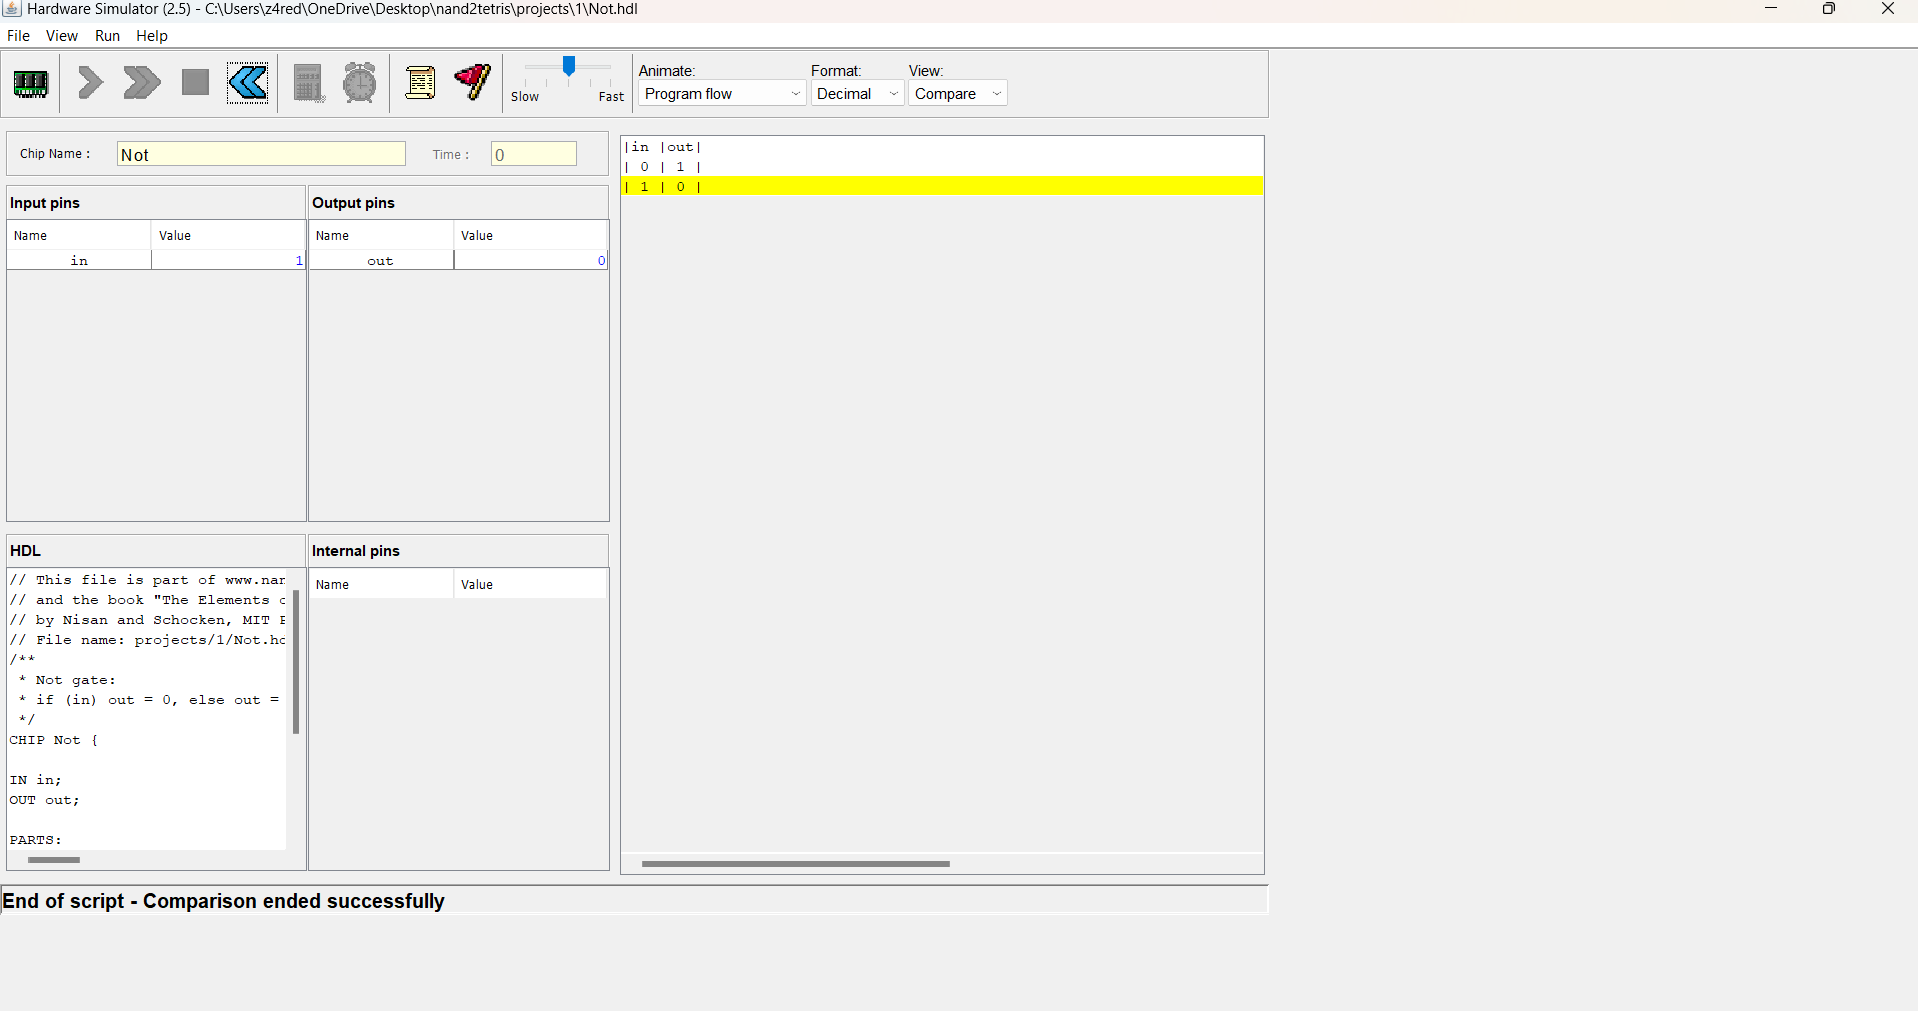 Hardware Simulator (2.5) - C:\Users\z4red\OneDrive\Desktop\nand2tetris\projects\1\Not.hdl
File View Run Help
Slow Fast
Animate: Format: View:
Program flow Decimal Compare
Chip Name : Not Time : 0
Input pins
Name Value
in 1
Output pins
Name Value
out 0
HDL
// This file is part of www.nan
// and the book "The Elements
// by Nisan and Schocken, MIT
// File name: projects/1/Not.hd
/**
* Not gate:
* if (in) out = 0, else out =
*/
CHIP Not {
IN in;
OUT out;
PARTS:
Internal pins
Name Value
|in |out|
| 0 | 1 |
| 1 | 0 |
End of script - Comparison ended successfully